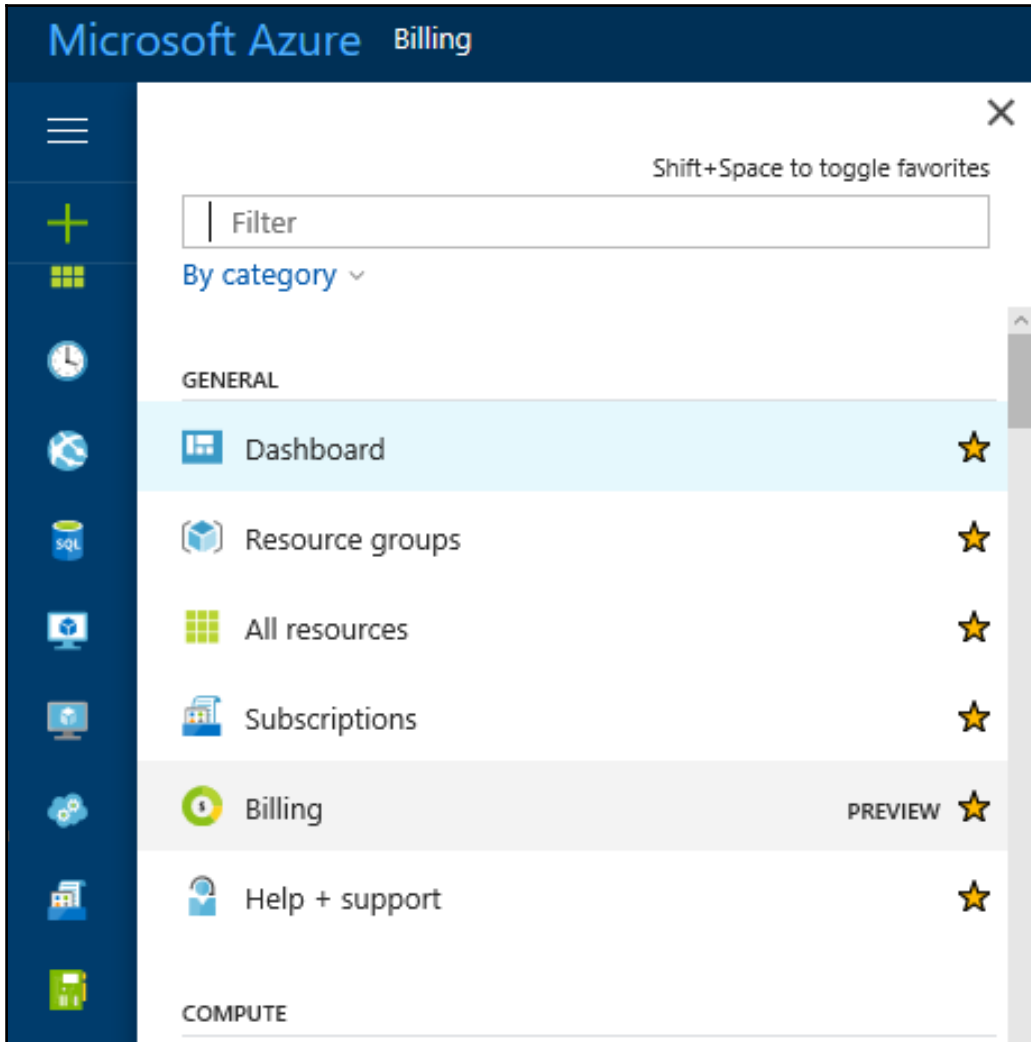 Microsoft Azure Billing
Shift+Space to toggle favorites
Filter
By category
GENERAL
Dashboard
Resource groups
SQL
All resources
Subscriptions
Billing PREVIEW
Help + support
COMPUTE